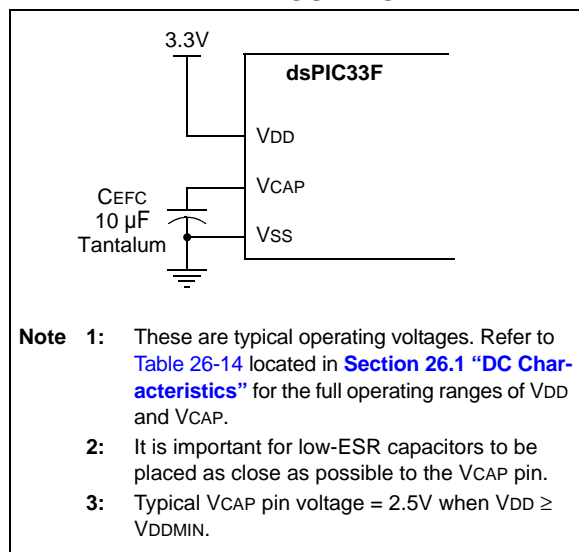 3.3V
dsPIC33F
VDD
VCAP
VSS
CEFC
10 µF
Tantalum
Note 1: These are typical operating voltages. Refer to
Table 26-14 located in Section 26.1 “DC Char-
acteristics” for the full operating ranges of VDD
and VCAP.
2: It is important for low-ESR capacitors to be
placed as close as possible to the VCAP pin.
3: Typical VCAP pin voltage = 2.5V when VDD ≥
VDDMIN.